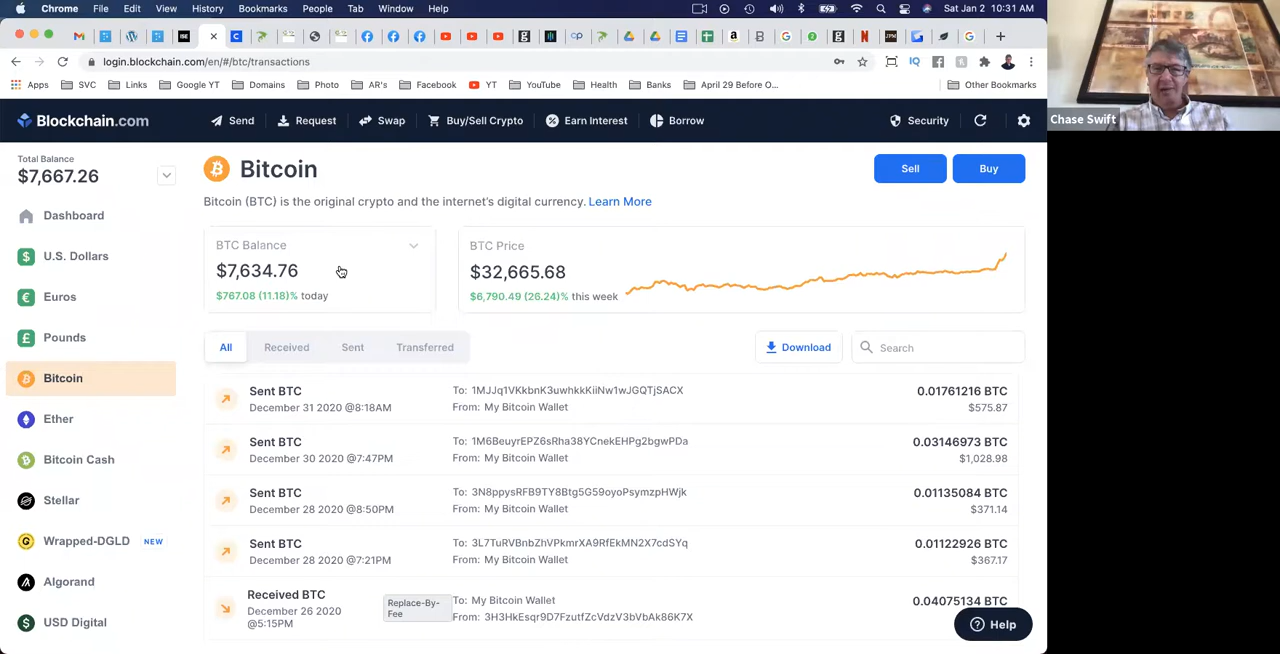 Chrome File Edit View History Bookmarks People Tab Window Help Sat Jan 2 10:31 AM
login.blockchain.com/en/#/btc/transactions
Apps SVC Links Google YT Domains Photo AR's Facebook YT YouTube Health Banks April 29 Before O... Other Bookmarks
Blockchain.com Send Request Swap Buy/Sell Crypto Earn Interest Borrow Security
Chase Swift
Total Balance
$7,667.26
Dashboard
U.S. Dollars
Euros
Pounds
Bitcoin
Ether
Bitcoin Cash
Stellar
Wrapped-DGLD NEW
Algorand
USD Digital
Bitcoin
Sell Buy
Bitcoin (BTC) is the original crypto and the internet's digital currency. Learn More
BTC Balance
$7,634.76
$767.08 (11.18)% today
BTC Price
$32,665.68
$6,790.49 (26.24)% this week
All Received Sent Transferred Download Search
Sent BTC To: 1MJJq1VKkbnK3uwhkkKiiNw1wJGQTjSACX 0.01761216 BTC
December 31 2020 @8:18AM From: My Bitcoin Wallet $575.87
Sent BTC To: 1M6BeuyrEPZ6sRha38YCnekEHPg2bgwPDa 0.03146973 BTC
December 30 2020 @7:47PM From: My Bitcoin Wallet $1,028.98
Sent BTC To: 3N8ppysRFB9TY8Btg5G59oyoPsymzpHWjk 0.01135084 BTC
December 28 2020 @8:50PM From: My Bitcoin Wallet $371.14
Sent BTC To: 3L7TuRVBnbZhVPkmrXA9RfEkMN2X7cdSYq 0.01122926 BTC
December 28 2020 @7:21PM From: My Bitcoin Wallet $367.17
Received BTC Replace-By-Fee To: My Bitcoin Wallet 0.04075134 BTC
December 26 2020 @5:15PM From: 3H3HkEsqr9D7FzutfZcVdzV3bVbAk86K7X
Help